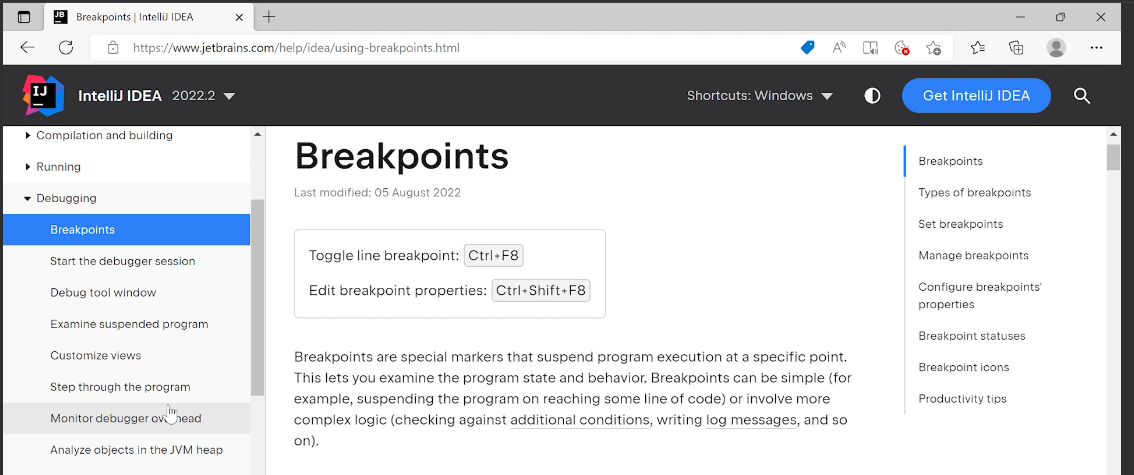 Breakpoints | IntelliJ IDEA
https://www.jetbrains.com/help/idea/using-breakpoints.html
IJ
IntelliJ IDEA 2022.2
Shortcuts: Windows
Get IntelliJ IDEA
Compilation and building
Running
Debugging
Breakpoints
Start the debugger session
Debug tool window
Examine suspended program
Customize views
Step through the program
Monitor debugger overhead
Analyze objects in the JVM heap
Breakpoints
Last modified: 05 August 2022
Toggle line breakpoint: Ctrl+F8
Edit breakpoint properties: Ctrl+Shift+F8
Breakpoints are special markers that suspend program execution at a specific point.
This lets you examine the program state and behavior. Breakpoints can be simple (for
example, suspending the program on reaching some line of code) or involve more
complex logic (checking against additional conditions, writing log messages, and so
on).
Breakpoints
Types of breakpoints
Set breakpoints
Manage breakpoints
Configure breakpoints'
properties
Breakpoint statuses
Breakpoint icons
Productivity tips